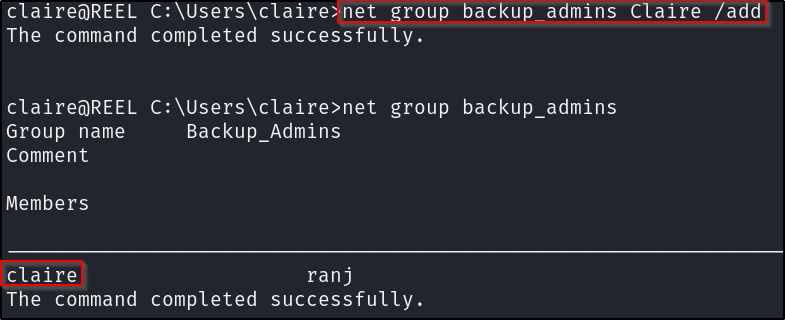 claire@REEL C:\Users\claire>net group backup_admins Claire /add
The command completed successfully.
claire@REEL C:\Users\claire>net group backup_admins
Group name     Backup_Admins
Comment
Members
claire                   ranj
The command completed successfully.